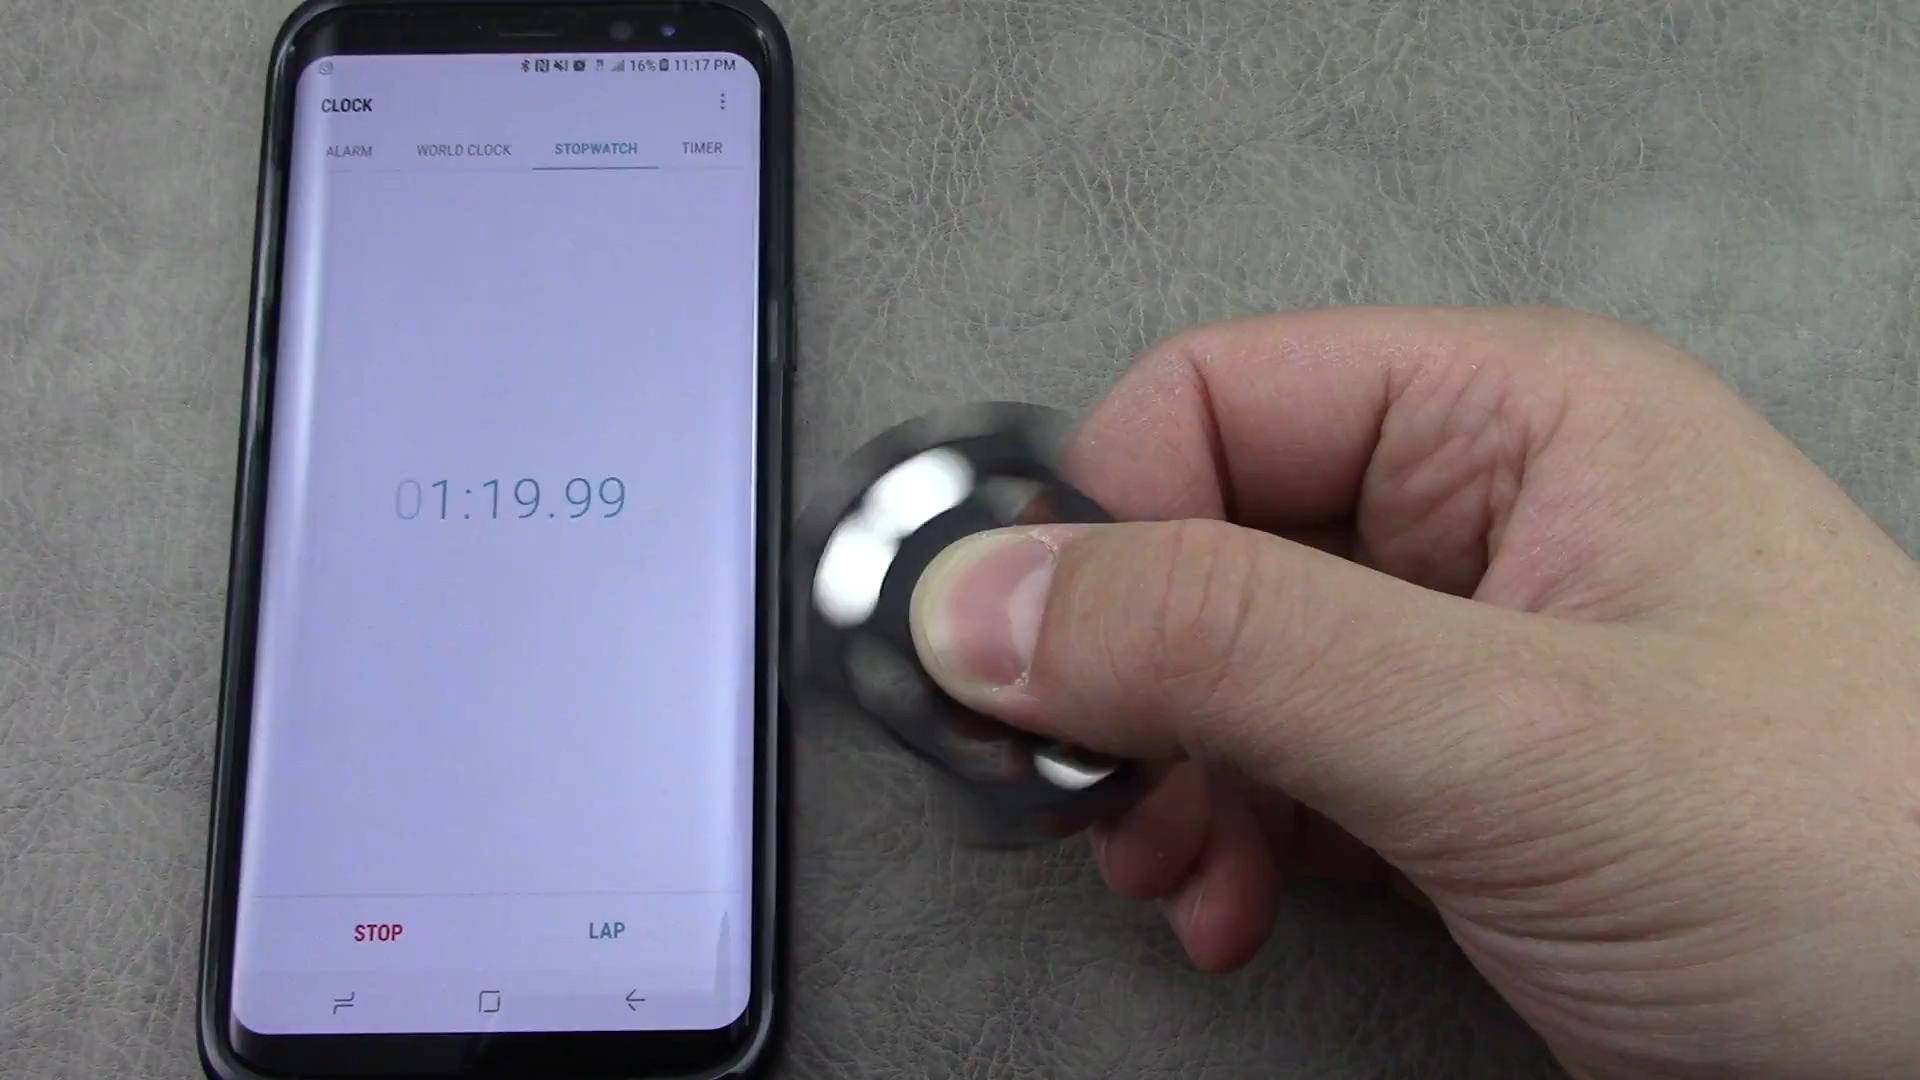 16% 11:17 PM
CLOCK
ALARM WORLD CLOCK STOPWATCH TIMER
01:19.99
STOP LAP